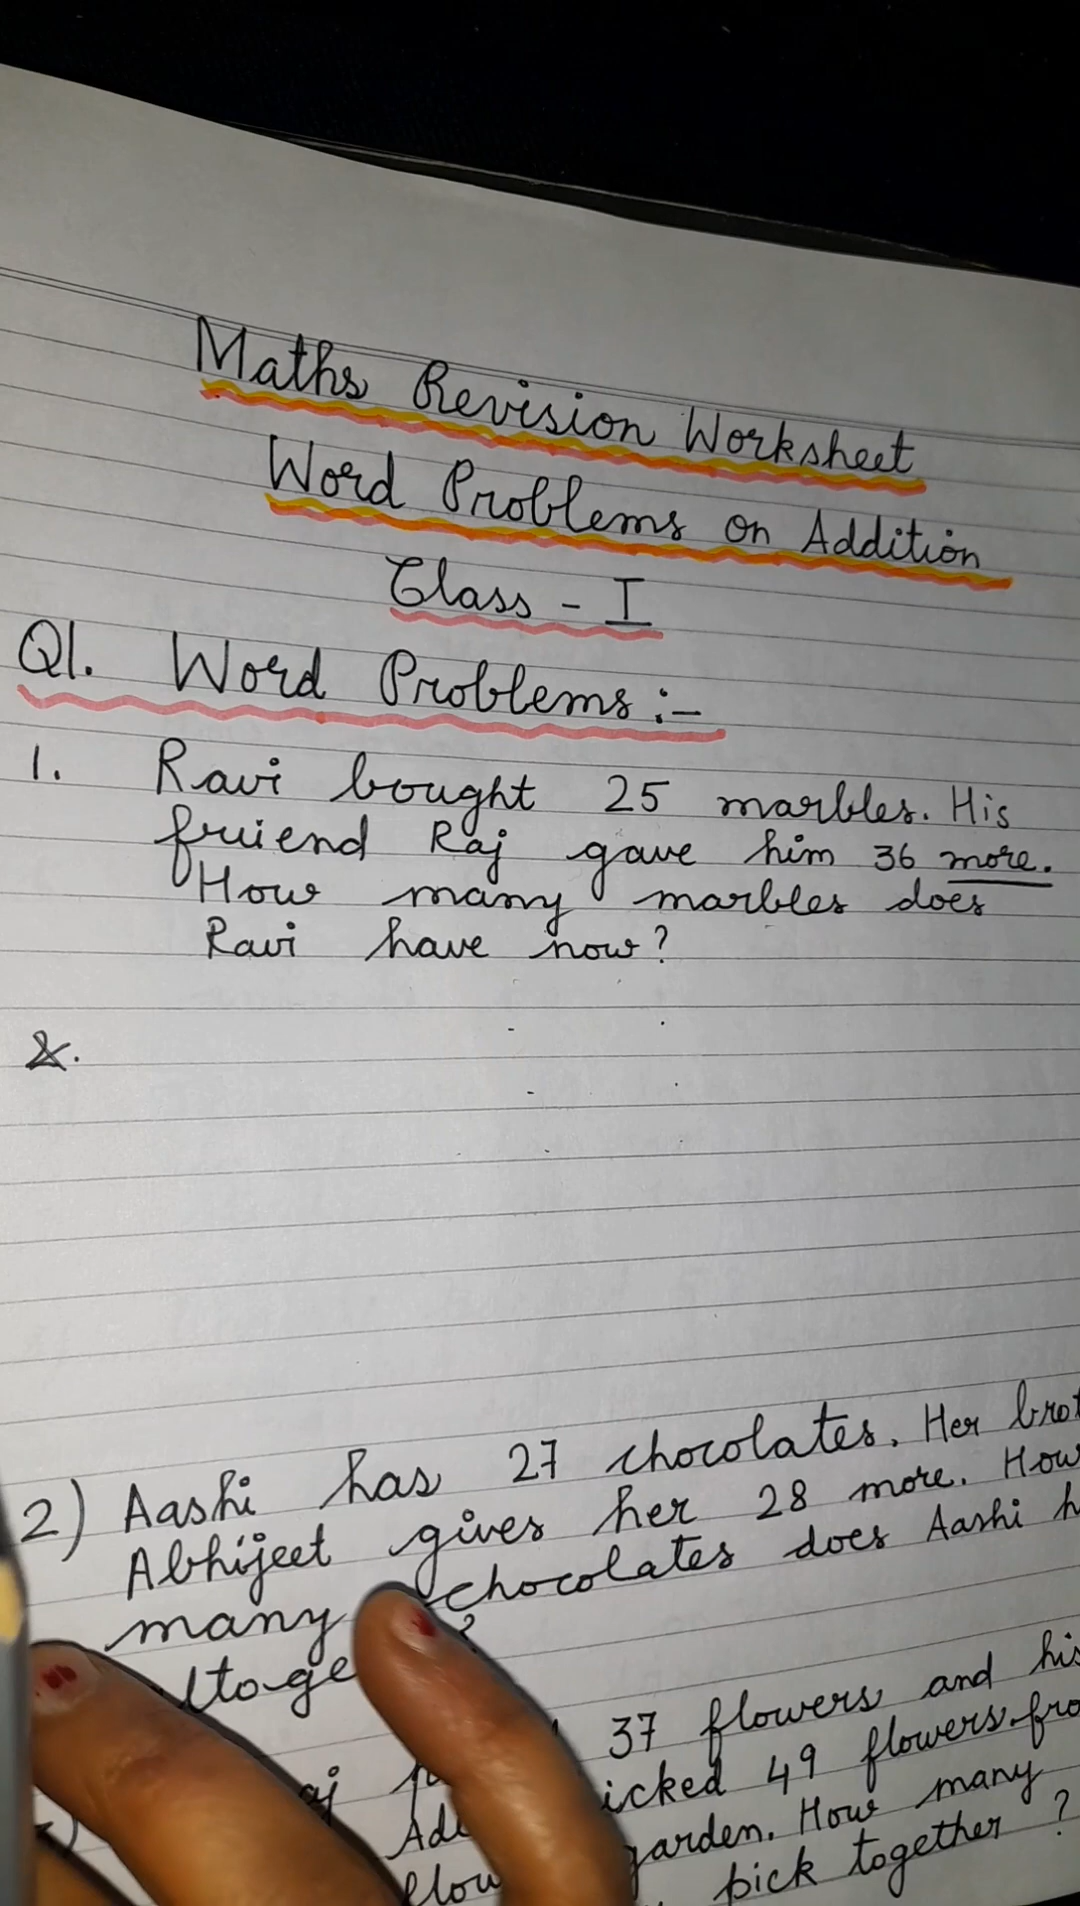 Maths Revision Worksheet
Word Problems on Addition
Class - I
Q1. Word Problems :-
1. Ravi bought 25 marbles. His
friend Raj gave him 36 more.
How many marbles does
Ravi have now?
2) Aashi has 27 chocolates. Her
Abhijeet gives her 28 more. How
many chocolates does Aashi
?
37 flowers and his
49 flowers
garden. How many
pick together ?